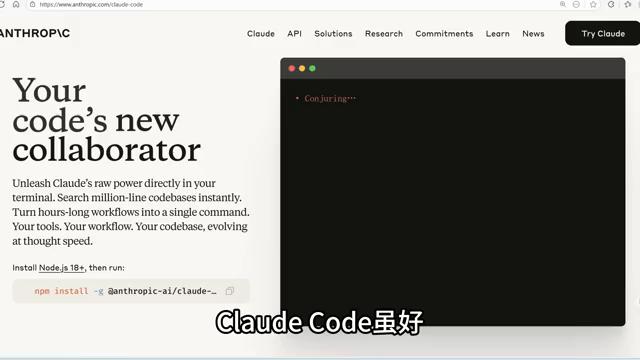 https://www.anthropic.com/claude-code
ANTHROP\C
Claude API Solutions Research Commitments Learn News Try Claude
Your
code's new
collaborator
Unleash Claude's raw power directly in your
terminal. Search million-line codebases instantly.
Turn hours-long workflows into a single command.
Your tools. Your workflow. Your codebase, evolving
at thought speed.
Install Node.js 18+, then run:
npm install -g @anthropic-ai/claude-…
• Conjuring…
Claude Code虽好